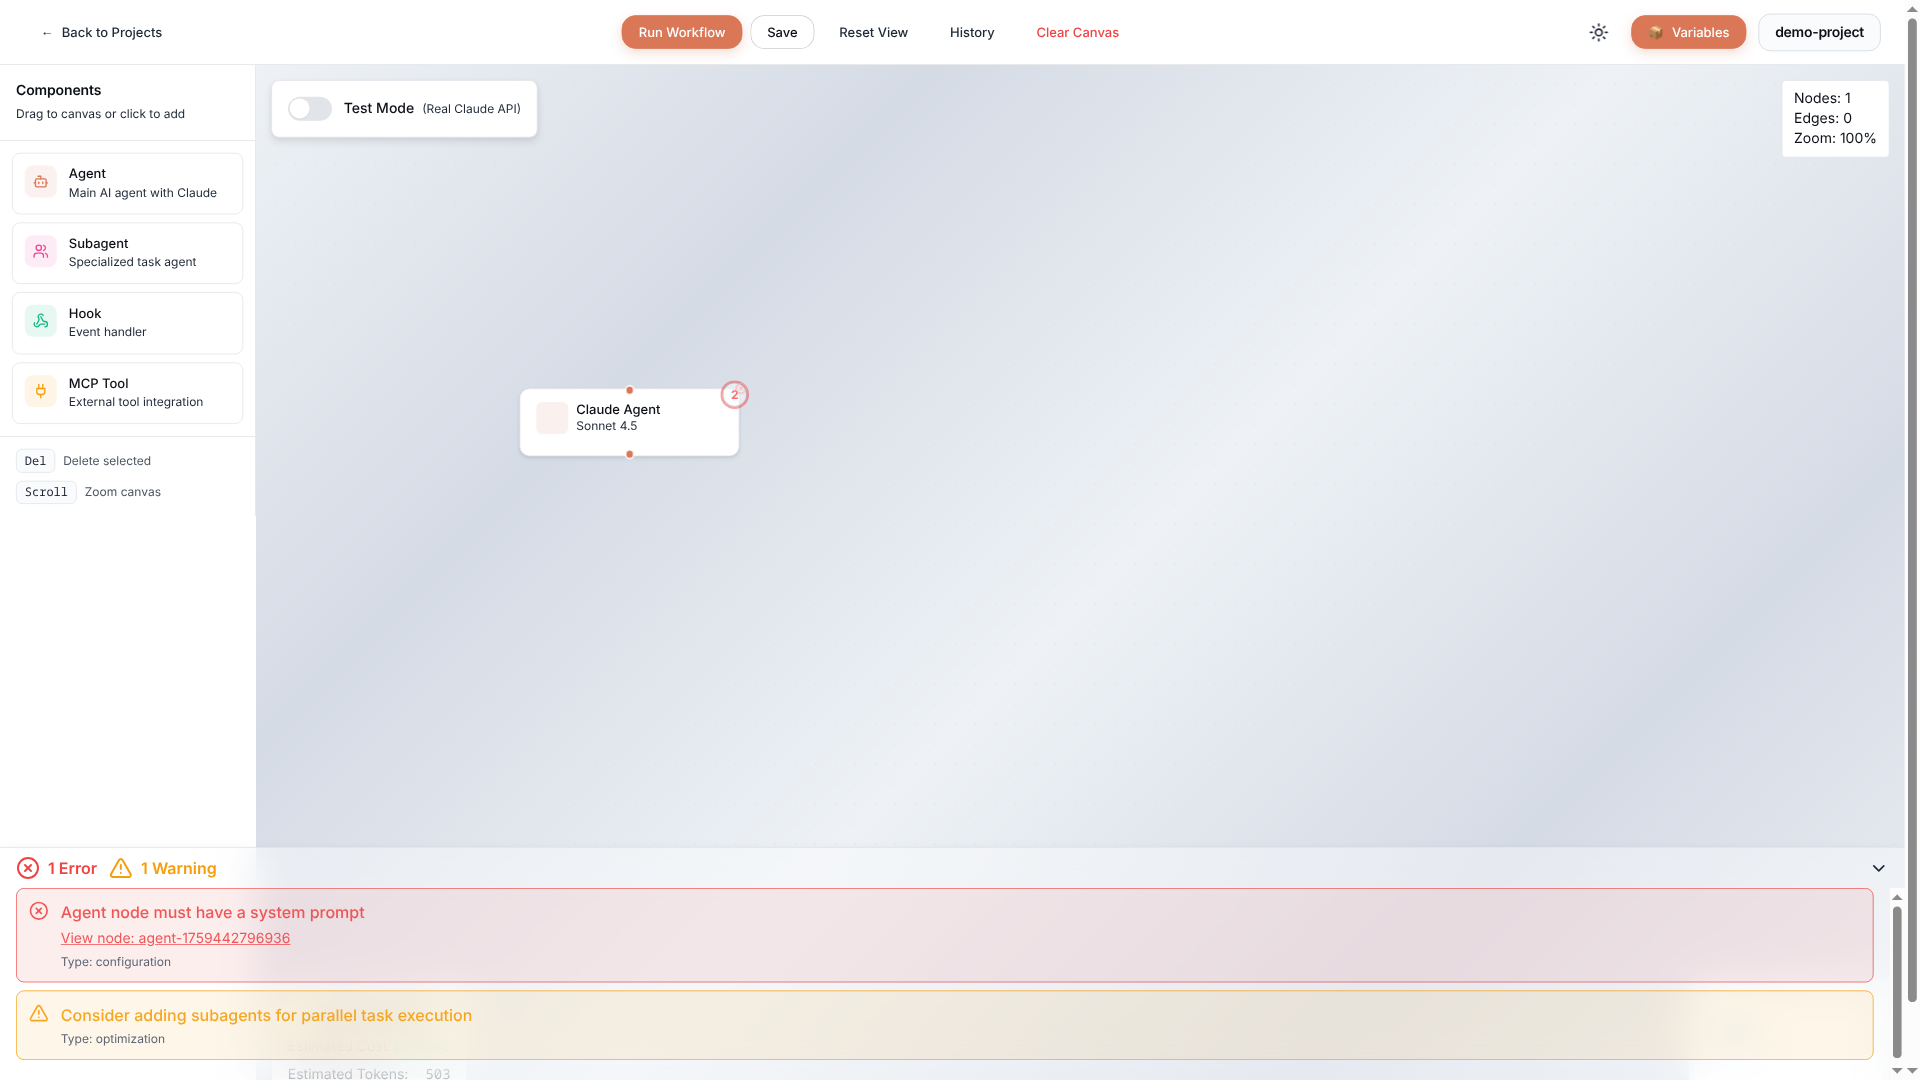 ← Back to Projects
Run Workflow
Save
Reset View
History
Clear Canvas
Variables
demo-project
Components
Drag to canvas or click to add
Agent
Main AI agent with Claude
Subagent
Specialized task agent
Hook
Event handler
MCP Tool
External tool integration
Del Delete selected
Scroll Zoom canvas
Test Mode (Real Claude API)
Nodes: 1
Edges: 0
Zoom: 100%
Claude Agent
Sonnet 4.5
2
1 Error 1 Warning
Agent node must have a system prompt
View node: agent-1759442796936
Type: configuration
Consider adding subagents for parallel task execution
Type: optimization
Estimated Tokens: 503